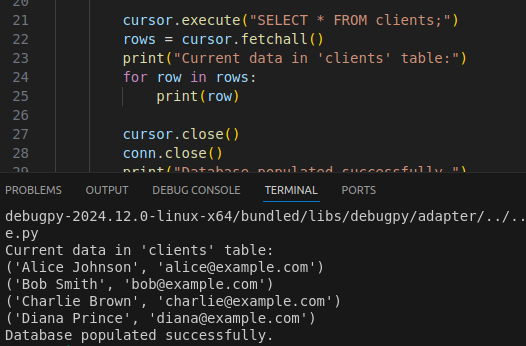 20
21 cursor.execute("SELECT * FROM clients;")
22 rows = cursor.fetchall()
23 print("Current data in 'clients' table:")
24 for row in rows:
25 print(row)
26
27 cursor.close()
28 conn.close()
29 print("Database populated successfully.")
PROBLEMS OUTPUT DEBUG CONSOLE TERMINAL PORTS
debugpy-2024.12.0-linux-x64/bundled/libs/debugpy/adapter/../..
e.py
Current data in 'clients' table:
('Alice Johnson', 'alice@example.com')
('Bob Smith', 'bob@example.com')
('Charlie Brown', 'charlie@example.com')
('Diana Prince', 'diana@example.com')
Database populated successfully.